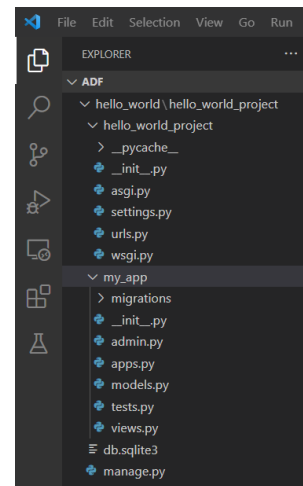 File Edit Selection View Go Run
EXPLORER ...
ADF
hello_world\hello_world_project
hello_world_project
__pycache__
__init__.py
asgi.py
settings.py
urls.py
wsgi.py
my_app
migrations
__init__.py
admin.py
apps.py
models.py
tests.py
views.py
db.sqlite3
manage.py